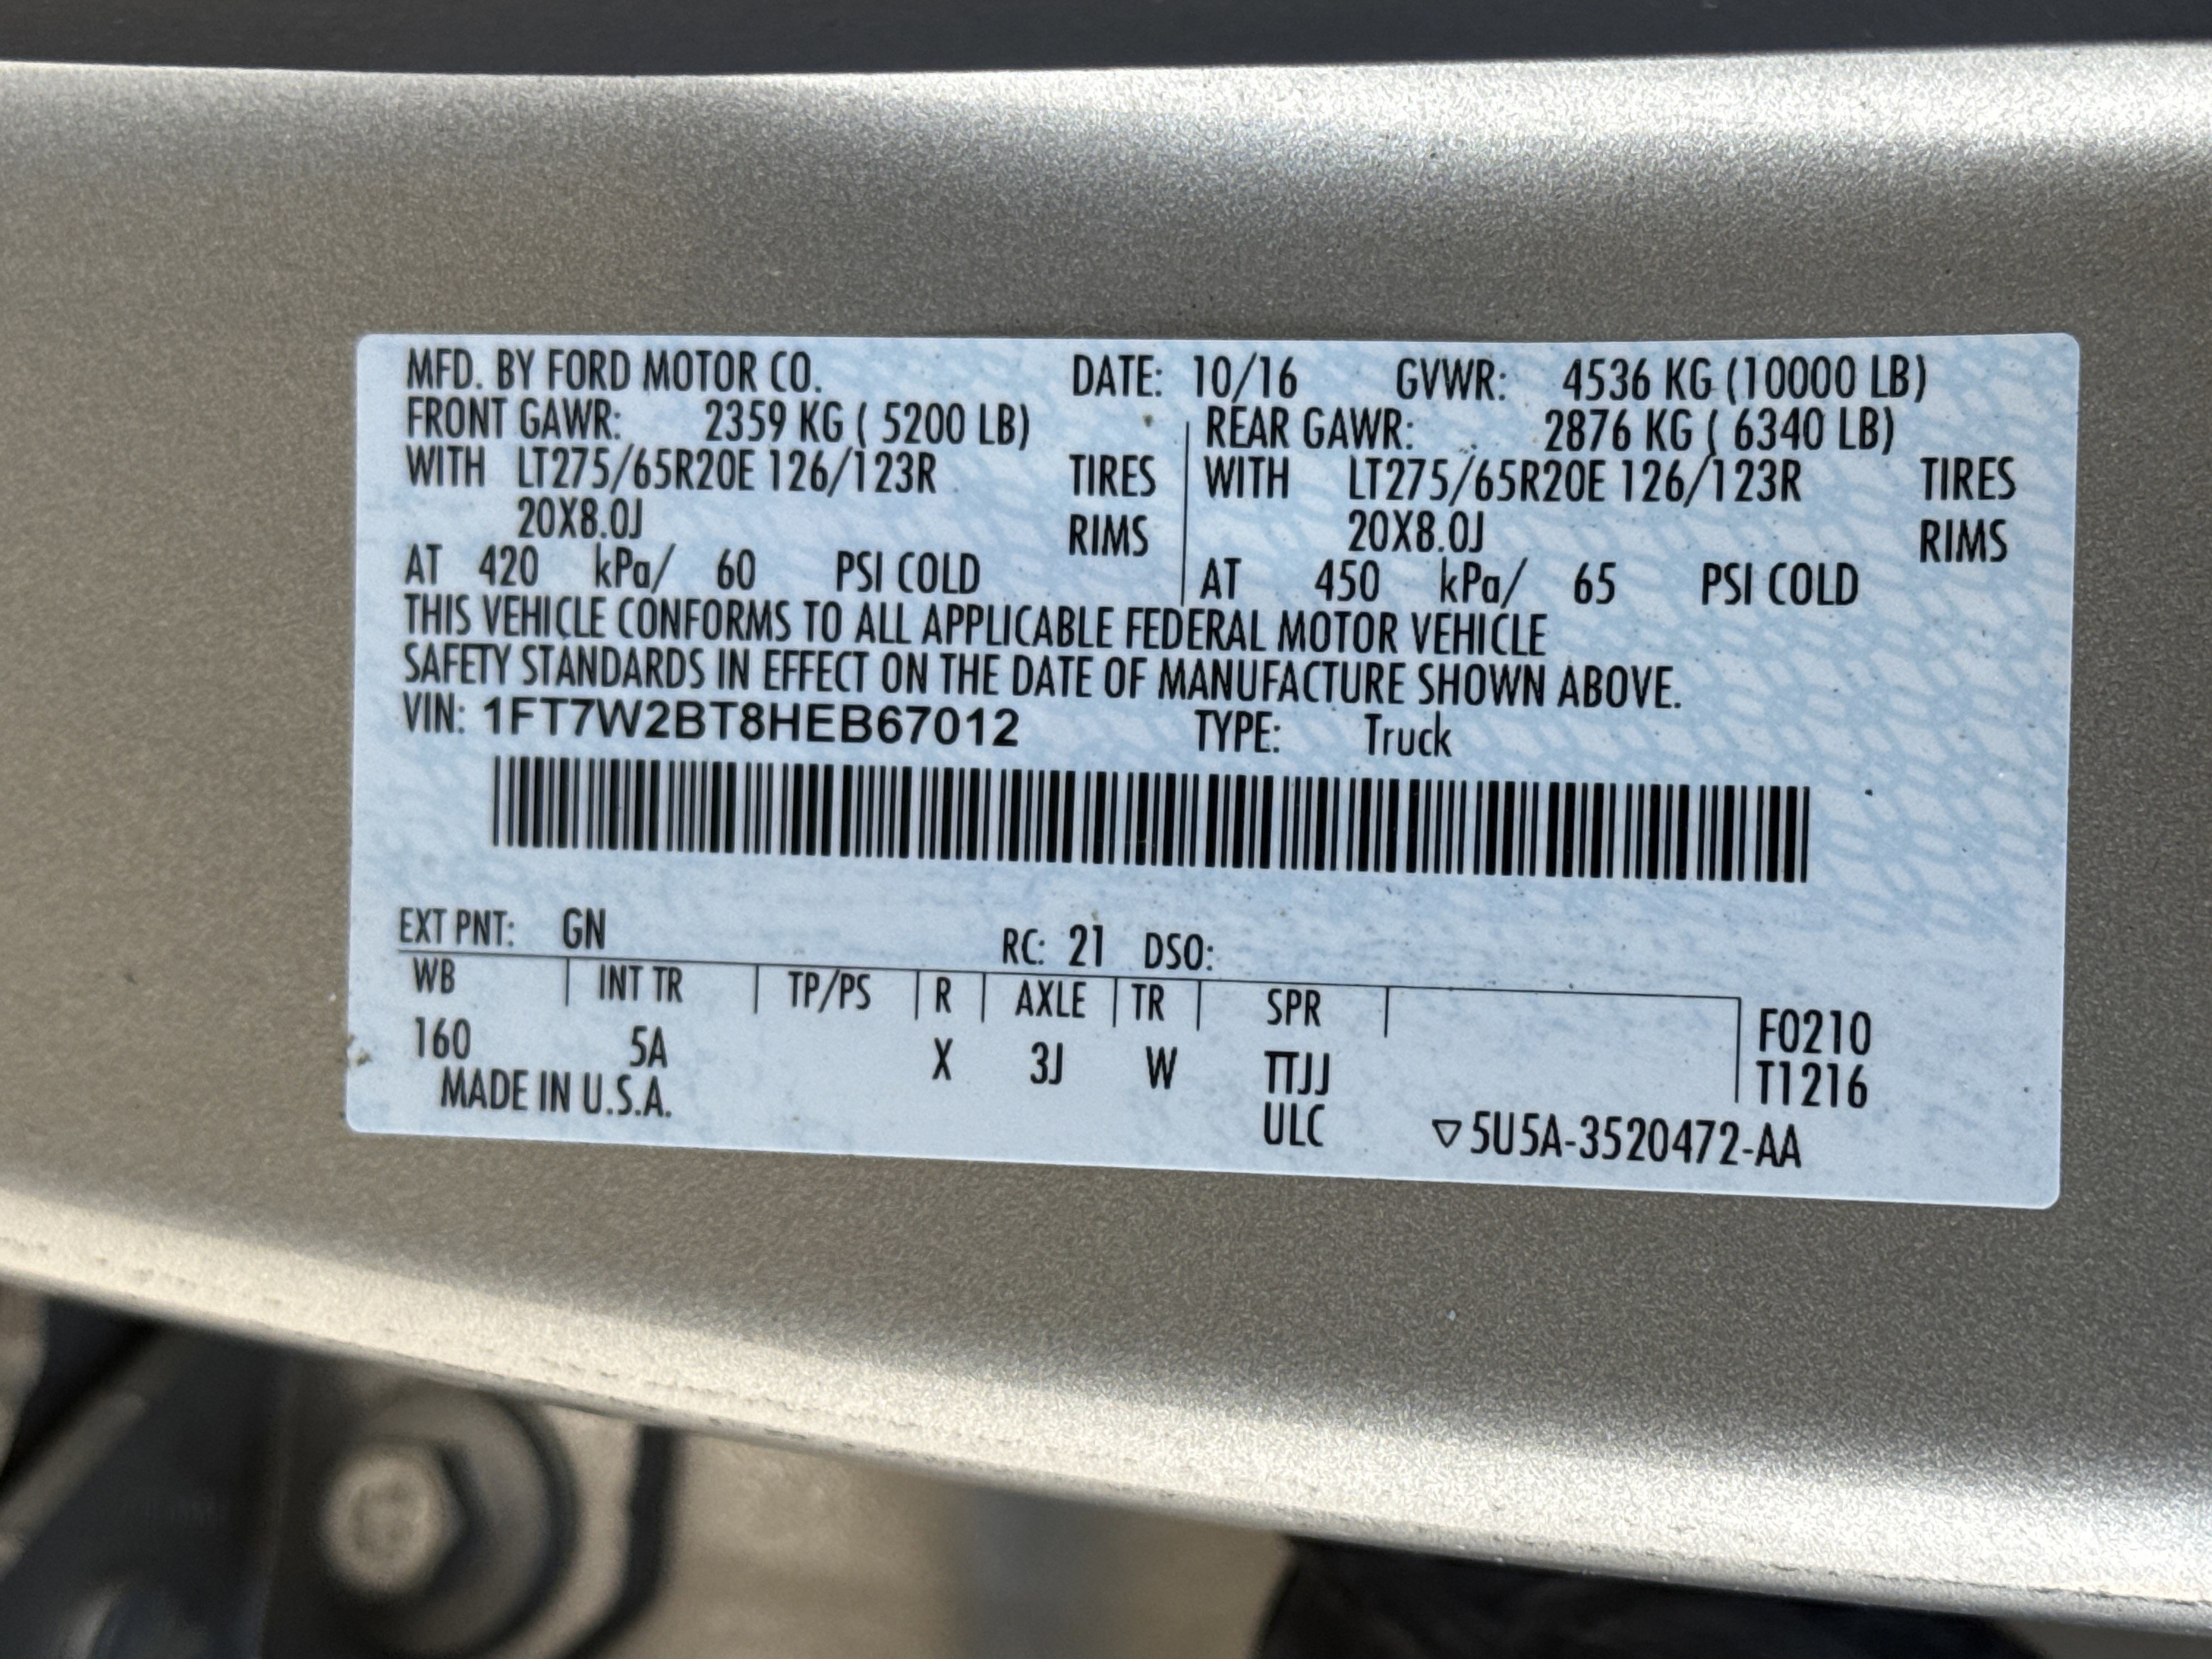 MFD. BY FORD MOTOR CO. DATE: 10/16 GVWR: 4536 KG (10000 LB)
FRONT GAWR: 2359 KG ( 5200 LB) REAR GAWR: 2876 KG ( 6340 LB)
WITH LT275/65R20E 126/123R TIRES WITH LT275/65R20E 126/123R TIRES
20X8.0J RIMS 20X8.0J RIMS
AT 420 kPa/ 60 PSI COLD AT 450 kPa/ 65 PSI COLD
THIS VEHICLE CONFORMS TO ALL APPLICABLE FEDERAL MOTOR VEHICLE
SAFETY STANDARDS IN EFFECT ON THE DATE OF MANUFACTURE SHOWN ABOVE.
VIN: 1FT7W2BT8HEB67012 TYPE: Truck
EXT PNT: GN RC: 21 DSO:
WB INT TR TP/PS R AXLE TR SPR F0210
160 5A X 3J W TTJJ T1216
MADE IN U.S.A. ULC ▽5U5A-3520472-AA